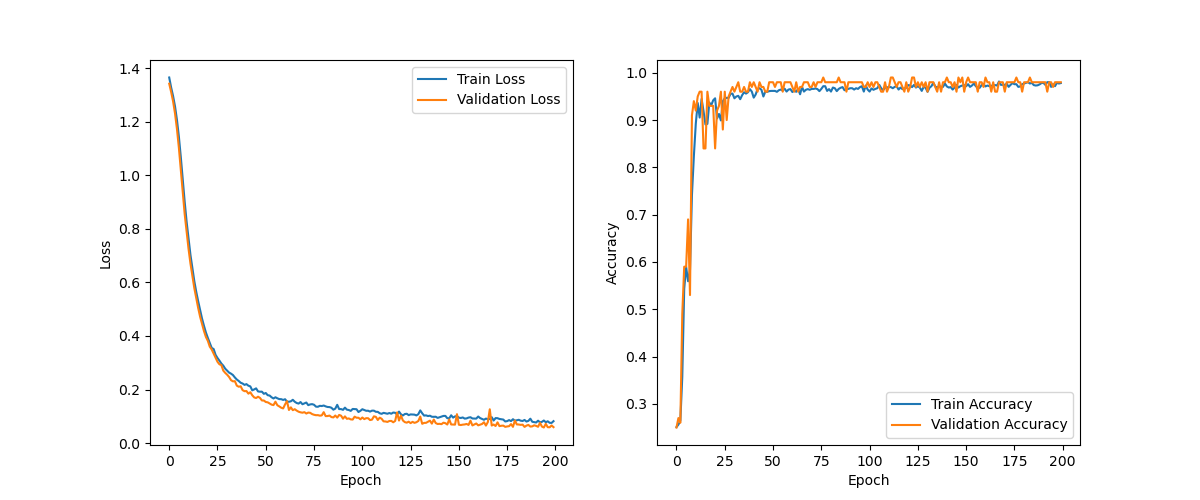 1.4
1.2
1.0
0.8
0.6
0.4
0.2
0.0
Loss
0 25 50 75 100 125 150 175 200
Epoch
Train Loss
Validation Loss
1.0
0.9
0.8
0.7
0.6
0.5
0.4
0.3
Accuracy
0 25 50 75 100 125 150 175 200
Epoch
Train Accuracy
Validation Accuracy